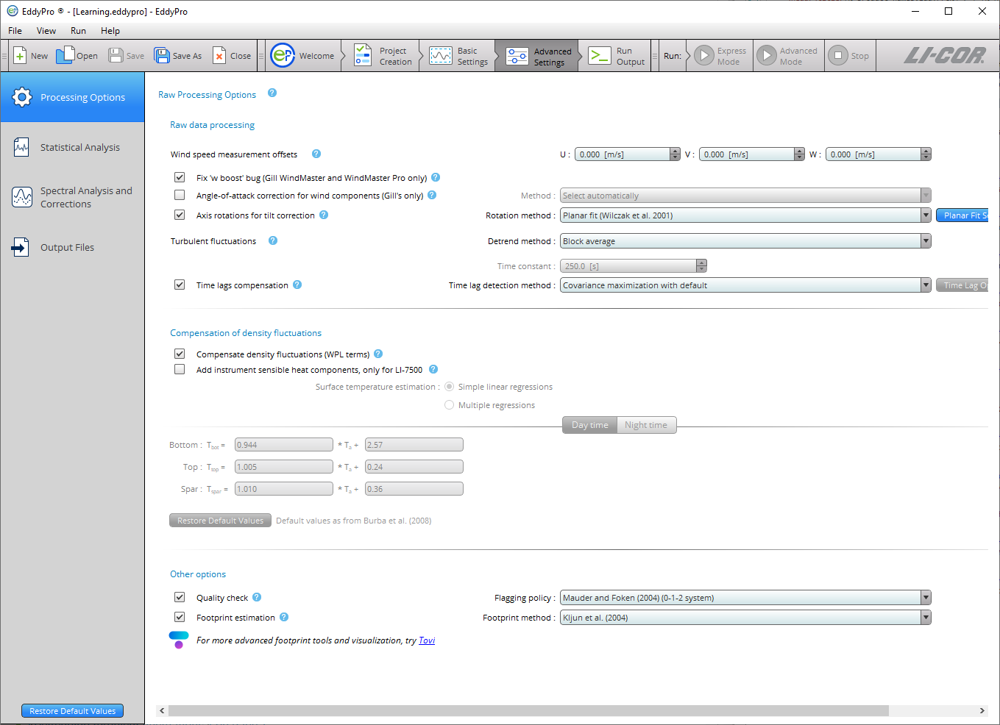 EddyPro ® - [Learning.eddypro] - EddyPro
File View Run Help
New Open Save Save As Close Welcome Project Creation Basic Settings Advanced Settings Run Output Run: Express Mode Advanced Mode Stop LI-COR
Processing Options
Statistical Analysis
Spectral Analysis and
Corrections
Output Files
Restore Default Values
Raw Processing Options ?
Raw data processing
Wind speed measurement offsets ? U : 0.000 [m/s] V : 0.000 [m/s] W : 0.000 [m/s]
Fix 'w boost' bug (Gill WindMaster and WindMaster Pro only) ?
Angle-of-attack correction for wind components (Gill's only) ? Method : Select automatically
Axis rotations for tilt correction ? Rotation method : Planar fit (Wilczak et al. 2001) Planar Fit Se
Turbulent fluctuations ? Detrend method : Block average
Time constant : 250.0 [s]
Time lags compensation ? Time lag detection method : Covariance maximization with default Time Lag Op
Compensation of density fluctuations
Compensate density fluctuations (WPL terms) ?
Add instrument sensible heat components, only for LI-7500 ?
Surface temperature estimation : Simple linear regressions
Multiple regressions
Day time Night time
Bottom : Tbot = 0.944 * Ta + 2.57
Top : Ttop = 1.005 * Ta + 0.24
Spar : Tspar = 1.010 * Ta + 0.36
Restore Default Values Default values as from Burba et al. (2008)
Other options
Quality check ? Flagging policy : Mauder and Foken (2004) (0-1-2 system)
Footprint estimation ? Footprint method : Kljun et al. (2004)
For more advanced footprint tools and visualization, try Tovi